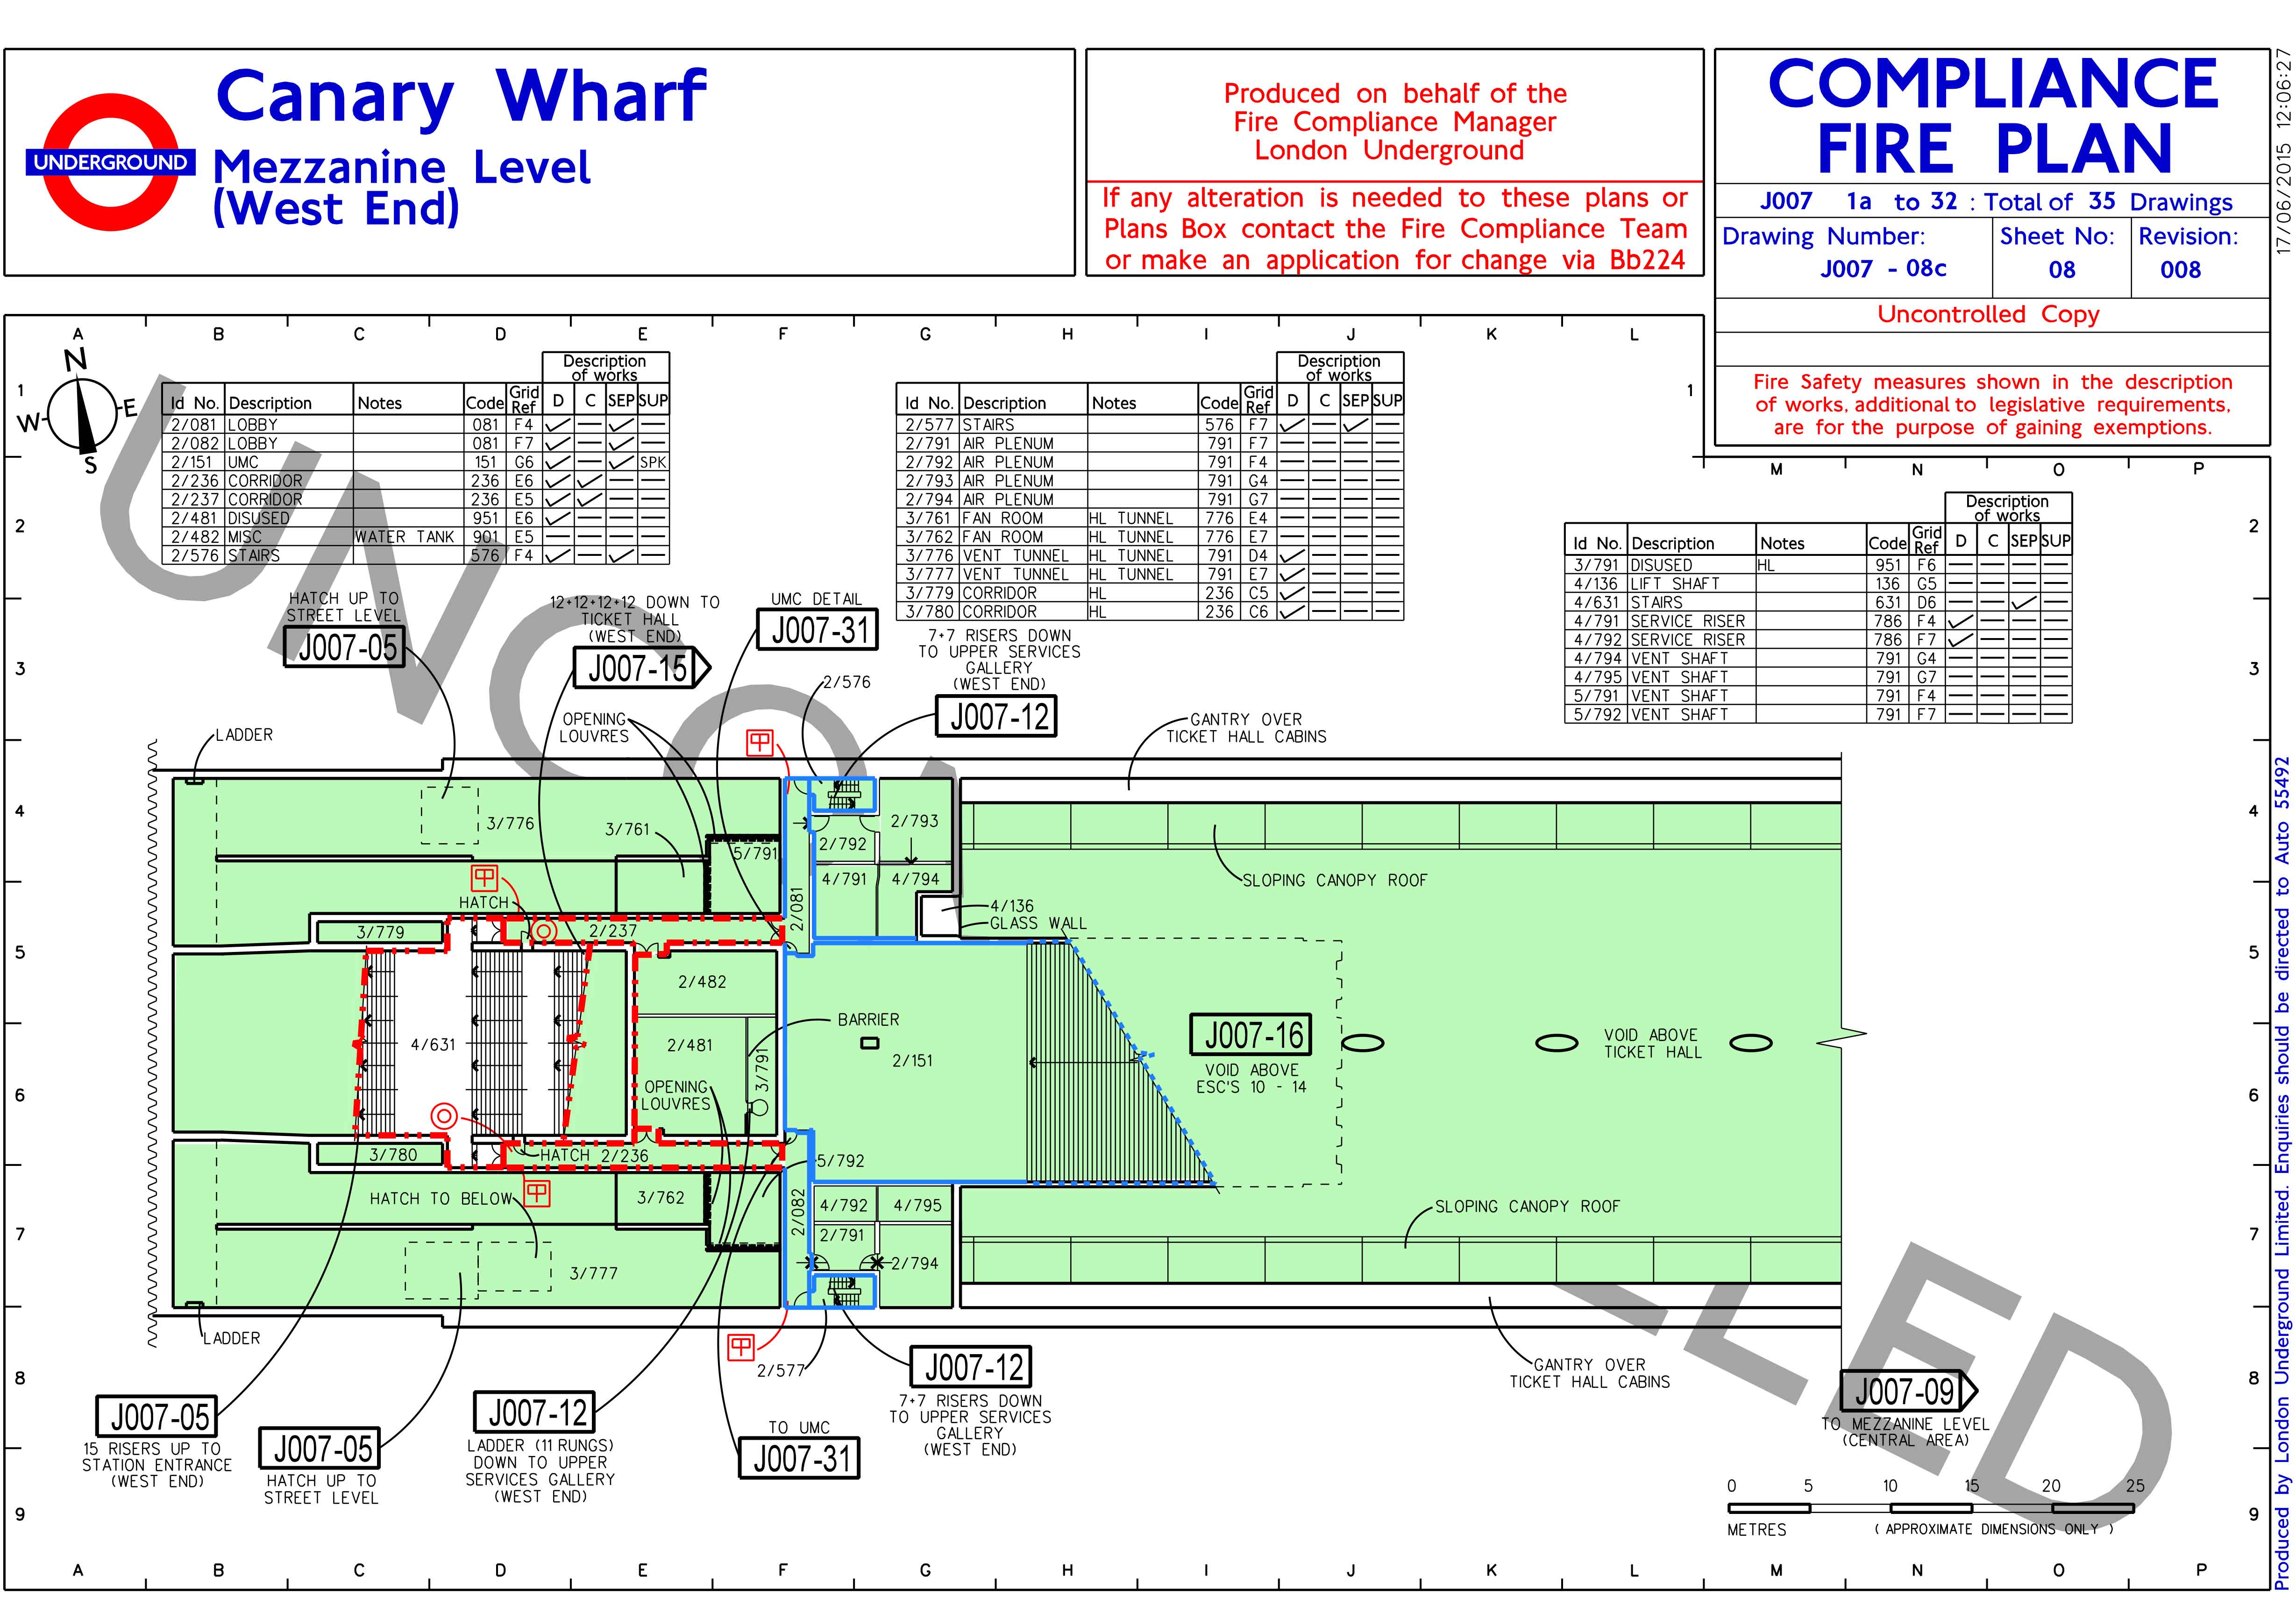 UNDERGROUND
Canary Wharf
Mezzanine Level
(West End)
Produced on behalf of the
Fire Compliance Manager
London Underground
If any alteration is needed to these plans or
Plans Box contact the Fire Compliance Team
or make an application for change via Bb224
COMPLIANCE
FIRE PLAN
J007 1a to 32 : Total of 35 Drawings
Drawing Number: Sheet No: Revision:
J007 - 08c 08 008
Uncontrolled Copy
Fire Safety measures shown in the description
of works, additional to legislative requirements,
are for the purpose of gaining exemptions.
17/06/2015 12:06:27
A B C D E F G H I J K L
M N O P
N
W E
S
1 1
Description
of works
Id No. Description Notes Code Grid Ref D C SEP SUP
2/081 LOBBY 081 F4 ✓ — ✓ —
2/082 LOBBY 081 F7 ✓ — ✓ —
2/151 UMC 151 G6 ✓ — ✓ SPK
2/236 CORRIDOR 236 E6 ✓ ✓ — —
2/237 CORRIDOR 236 E5 ✓ ✓ — —
2/481 DISUSED 951 E6 ✓ — — —
2/482 MISC WATER TANK 901 E5 — — — —
2/576 STAIRS 576 F4 ✓ — ✓ —
Description
of works
Id No. Description Notes Code Grid Ref D C SEP SUP
2/577 STAIRS 576 F7 ✓ — ✓ —
2/791 AIR PLENUM 791 F7 — — — —
2/792 AIR PLENUM 791 F4 — — — —
2/793 AIR PLENUM 791 G4 — — — —
2/794 AIR PLENUM 791 G7 — — — —
3/761 FAN ROOM HL TUNNEL 776 E4 — — — —
3/762 FAN ROOM HL TUNNEL 776 E7 — — — —
3/776 VENT TUNNEL HL TUNNEL 791 D4 ✓ — — —
3/777 VENT TUNNEL HL TUNNEL 791 E7 ✓ — — —
3/779 CORRIDOR HL 236 C5 ✓ — — —
3/780 CORRIDOR HL 236 C6 ✓ — — —
Description
of works
Id No. Description Notes Code Grid Ref D C SEP SUP
3/791 DISUSED HL 951 F6 — — — —
4/136 LIFT SHAFT 136 G5 — — — —
4/631 STAIRS 631 D6 — — ✓ —
4/791 SERVICE RISER 786 F4 ✓ — — —
4/792 SERVICE RISER 786 F7 ✓ — — —
4/794 VENT SHAFT 791 G4 — — — —
4/795 VENT SHAFT 791 G7 — — — —
5/791 VENT SHAFT 791 F4 — — — —
5/792 VENT SHAFT 791 F7 — — — —
2 2
HATCH UP TO
STREET LEVEL
J007-05
12+12+12+12 DOWN TO
TICKET HALL
(WEST END)
J007-15
UMC DETAIL
J007-31
7+7 RISERS DOWN
TO UPPER SERVICES
GALLERY
(WEST END)
J007-12
3 3
2/576
LADDER
OPENING
LOUVRES
GANTRY OVER
TICKET HALL CABINS
4 4
3/776
3/761
5/791
2/792
2/793
4/791
4/794
SLOPING CANOPY ROOF
HATCH
2/081
4/136
GLASS WALL
3/779
2/237
5 5
2/482
BARRIER
4/631
2/481
3/791
2/151
J007-16
VOID ABOVE
ESC'S 10 - 14
VOID ABOVE
TICKET HALL
OPENING
LOUVRES
6 6
3/780
HATCH
2/236
5/792
HATCH TO BELOW
3/762
2/082
4/792
4/795
SLOPING CANOPY ROOF
2/791
7 7
2/794
3/777
LADDER
2/577
J007-12
7+7 RISERS DOWN
TO UPPER SERVICES
GALLERY
(WEST END)
GANTRY OVER
TICKET HALL CABINS
8 8
J007-09
TO MEZZANINE LEVEL
(CENTRAL AREA)
J007-05
15 RISERS UP TO
STATION ENTRANCE
(WEST END)
J007-05
HATCH UP TO
STREET LEVEL
J007-12
LADDER (11 RUNGS)
DOWN TO UPPER
SERVICES GALLERY
(WEST END)
TO UMC
J007-31
0 5 10 15 20 25
METRES ( APPROXIMATE DIMENSIONS ONLY )
9 9
A B C D E F G H I J K L M N O P
Produced by London Underground Limited. Enquiries should be directed to Auto 55492